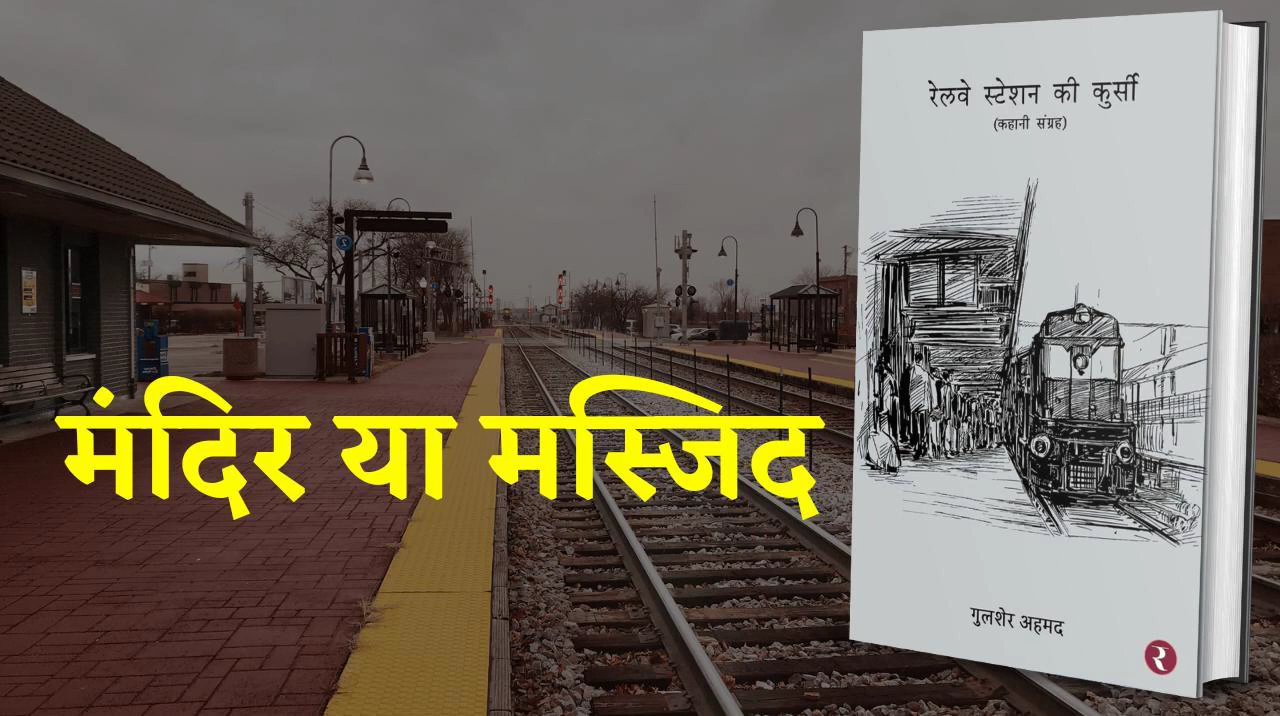 मंदिर या मस्जिद
रेलवे स्टेशन की कुर्सी
(कहानी संग्रह)
गुलशेर अहमद